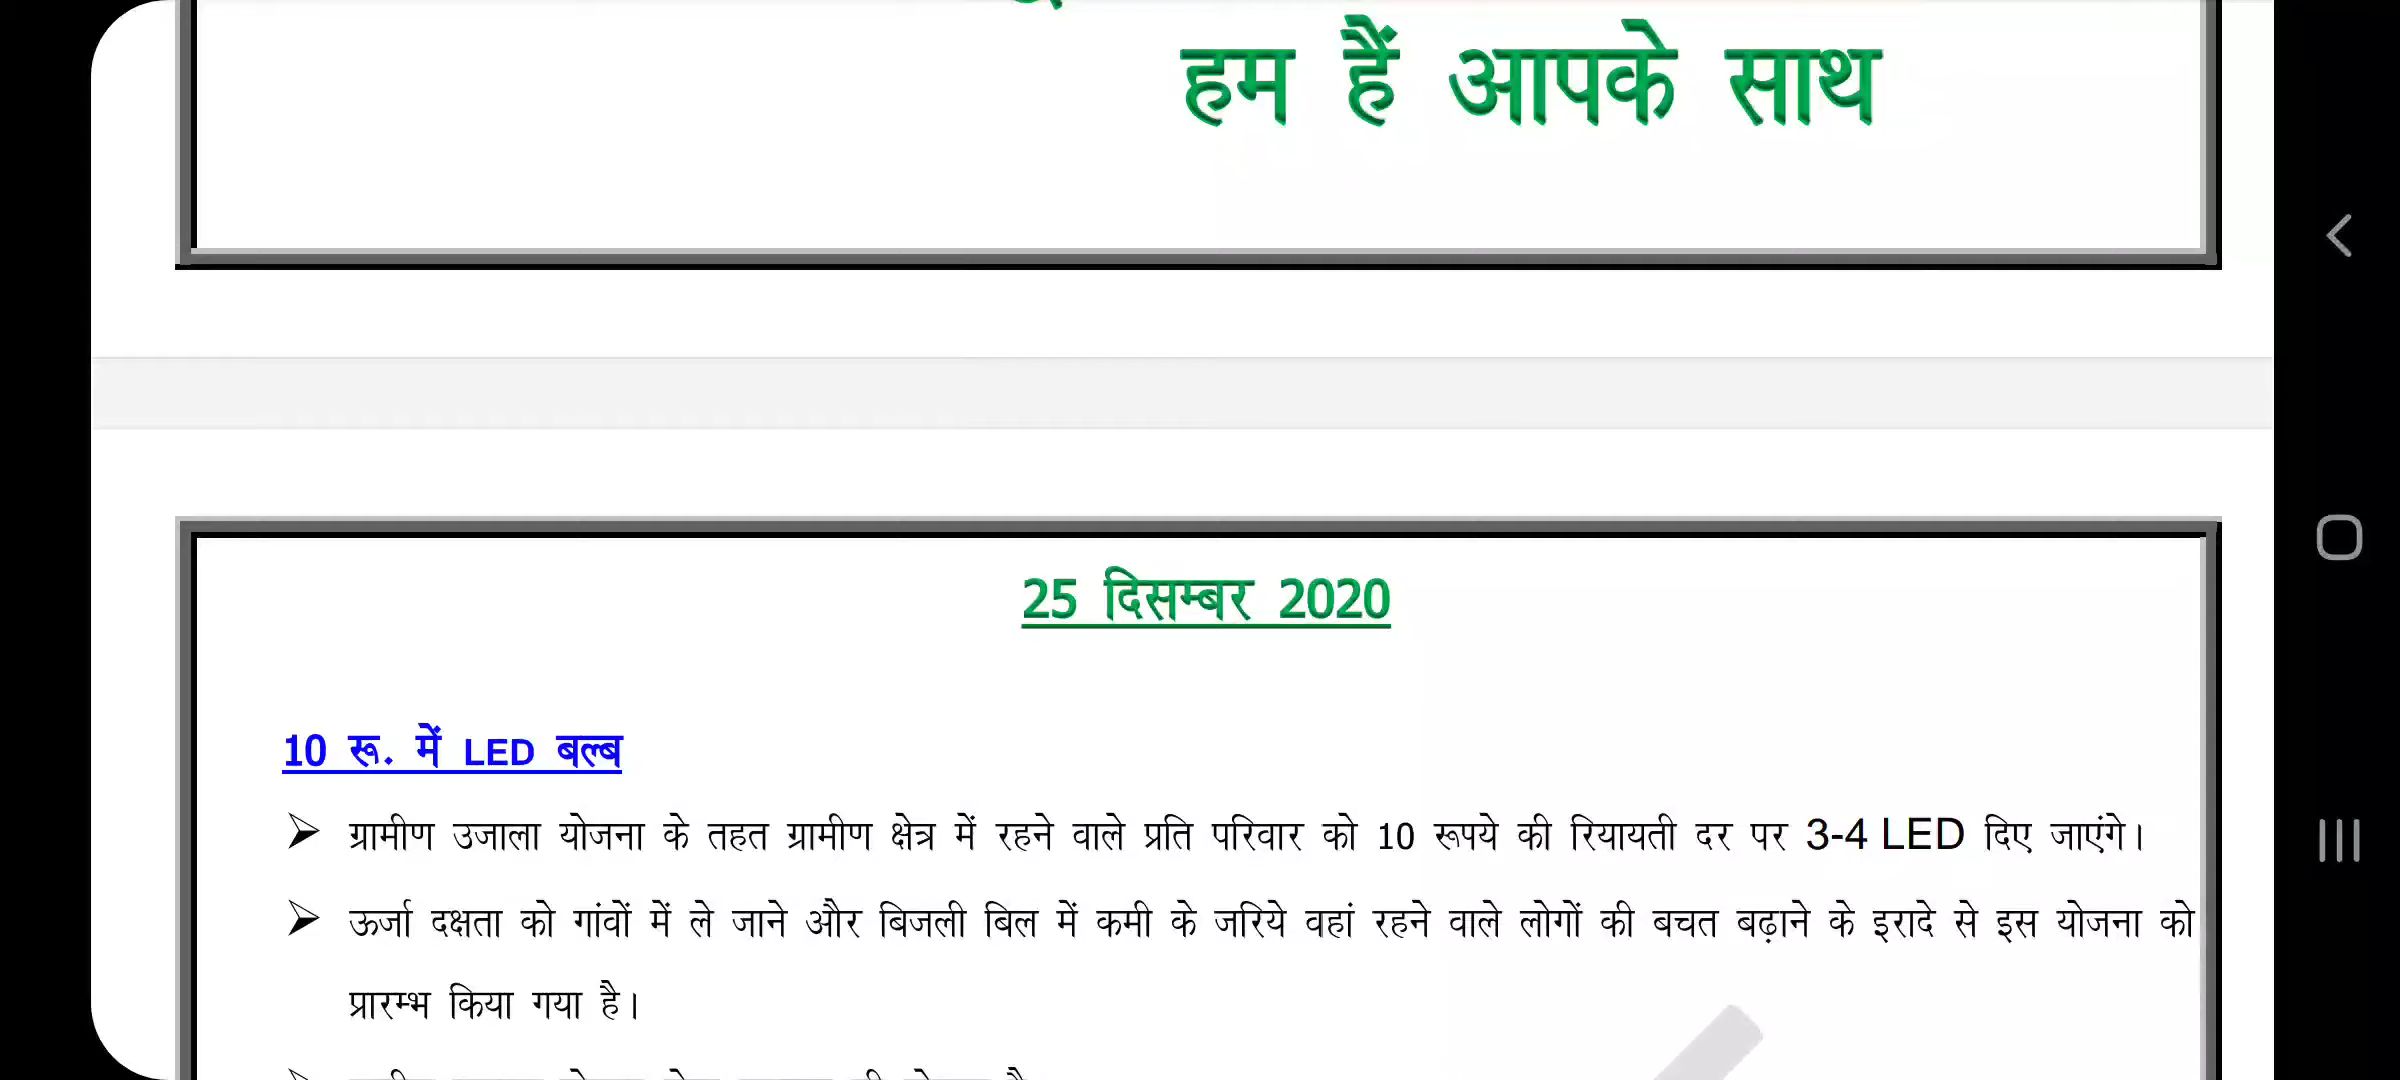 हम हैं आपके साथ
25 दिसम्बर 2020
10 रू. में LED बल्ब
➢ ग्रामीण उजाला योजना के तहत ग्रामीण क्षेत्र में रहने वाले प्रति परिवार को 10 रूपये की रियायती दर पर 3-4 LED दिए जाएंगे।
➢ ऊर्जा दक्षता को गांवों में ले जाने और बिजली बिल में कमी के जरिये वहां रहने वाले लोगों की बचत बढ़ाने के इरादे से इस योजना को
प्रारम्भ किया गया है।